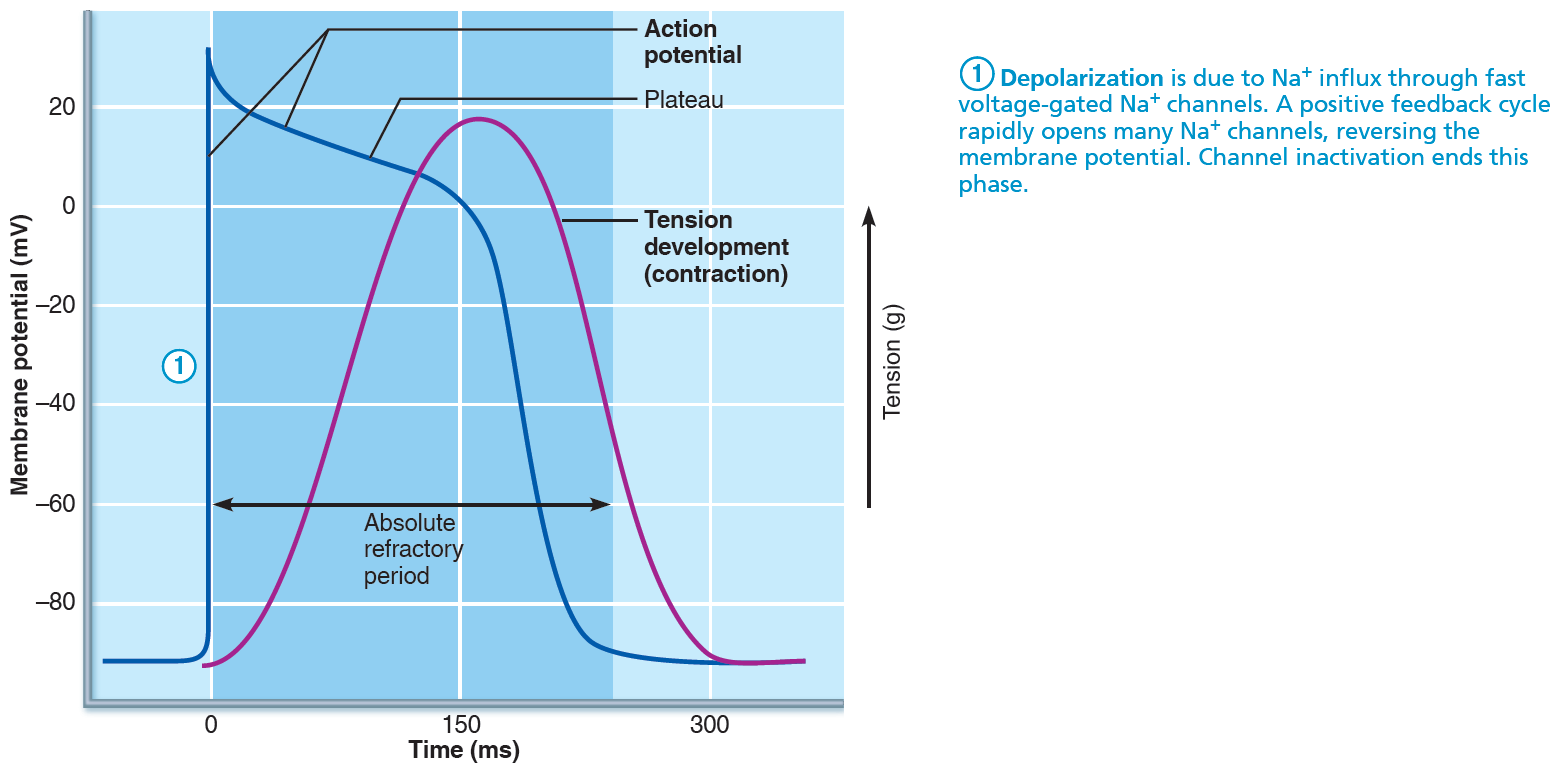 Action
potential
Plateau
① Depolarization is due to Na⁺ influx through fast
voltage-gated Na⁺ channels. A positive feedback cycle
rapidly opens many Na⁺ channels, reversing the
membrane potential. Channel inactivation ends this
phase.
Membrane potential (mV)
20
0
–20
–40
–60
–80
①
Tension
development
(contraction)
Tension (g)
Absolute
refractory
period
0 150 300
Time (ms)